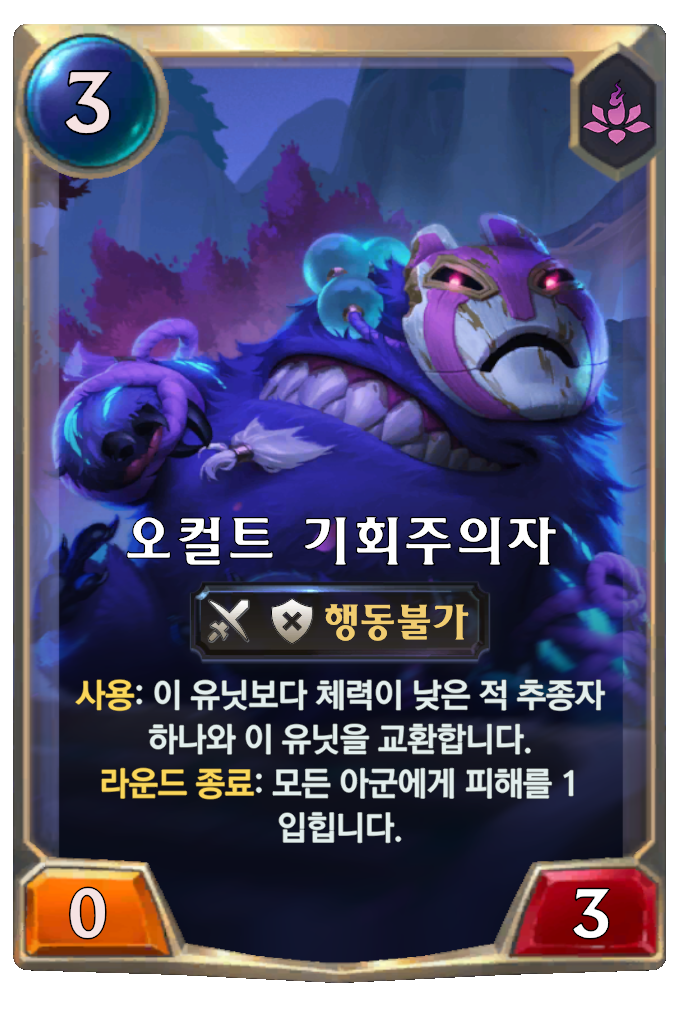 3
오컬트 기회주의자
행동불가
사용: 이 유닛보다 체력이 낮은 적 추종자
하나와 이 유닛을 교환합니다.
라운드 종료: 모든 아군에게 피해를 1
입힙니다.
0
3